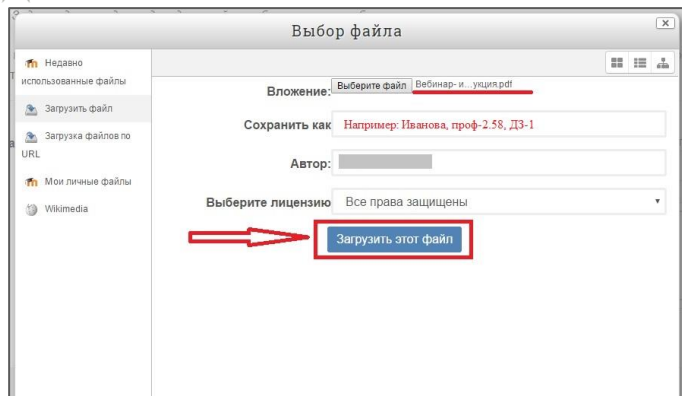 Выбор файла
Недавно
использованные файлы
Загрузить файл
Загрузка файлов по
URL
Мои личные файлы
Wikimedia
Вложение: Выберите файл Вебинар- и...укция.pdf
Сохранить как Например: Иванова, проф-2.58, ДЗ-1
Автор:
Выберите лицензию Все права защищены
Загрузить этот файл